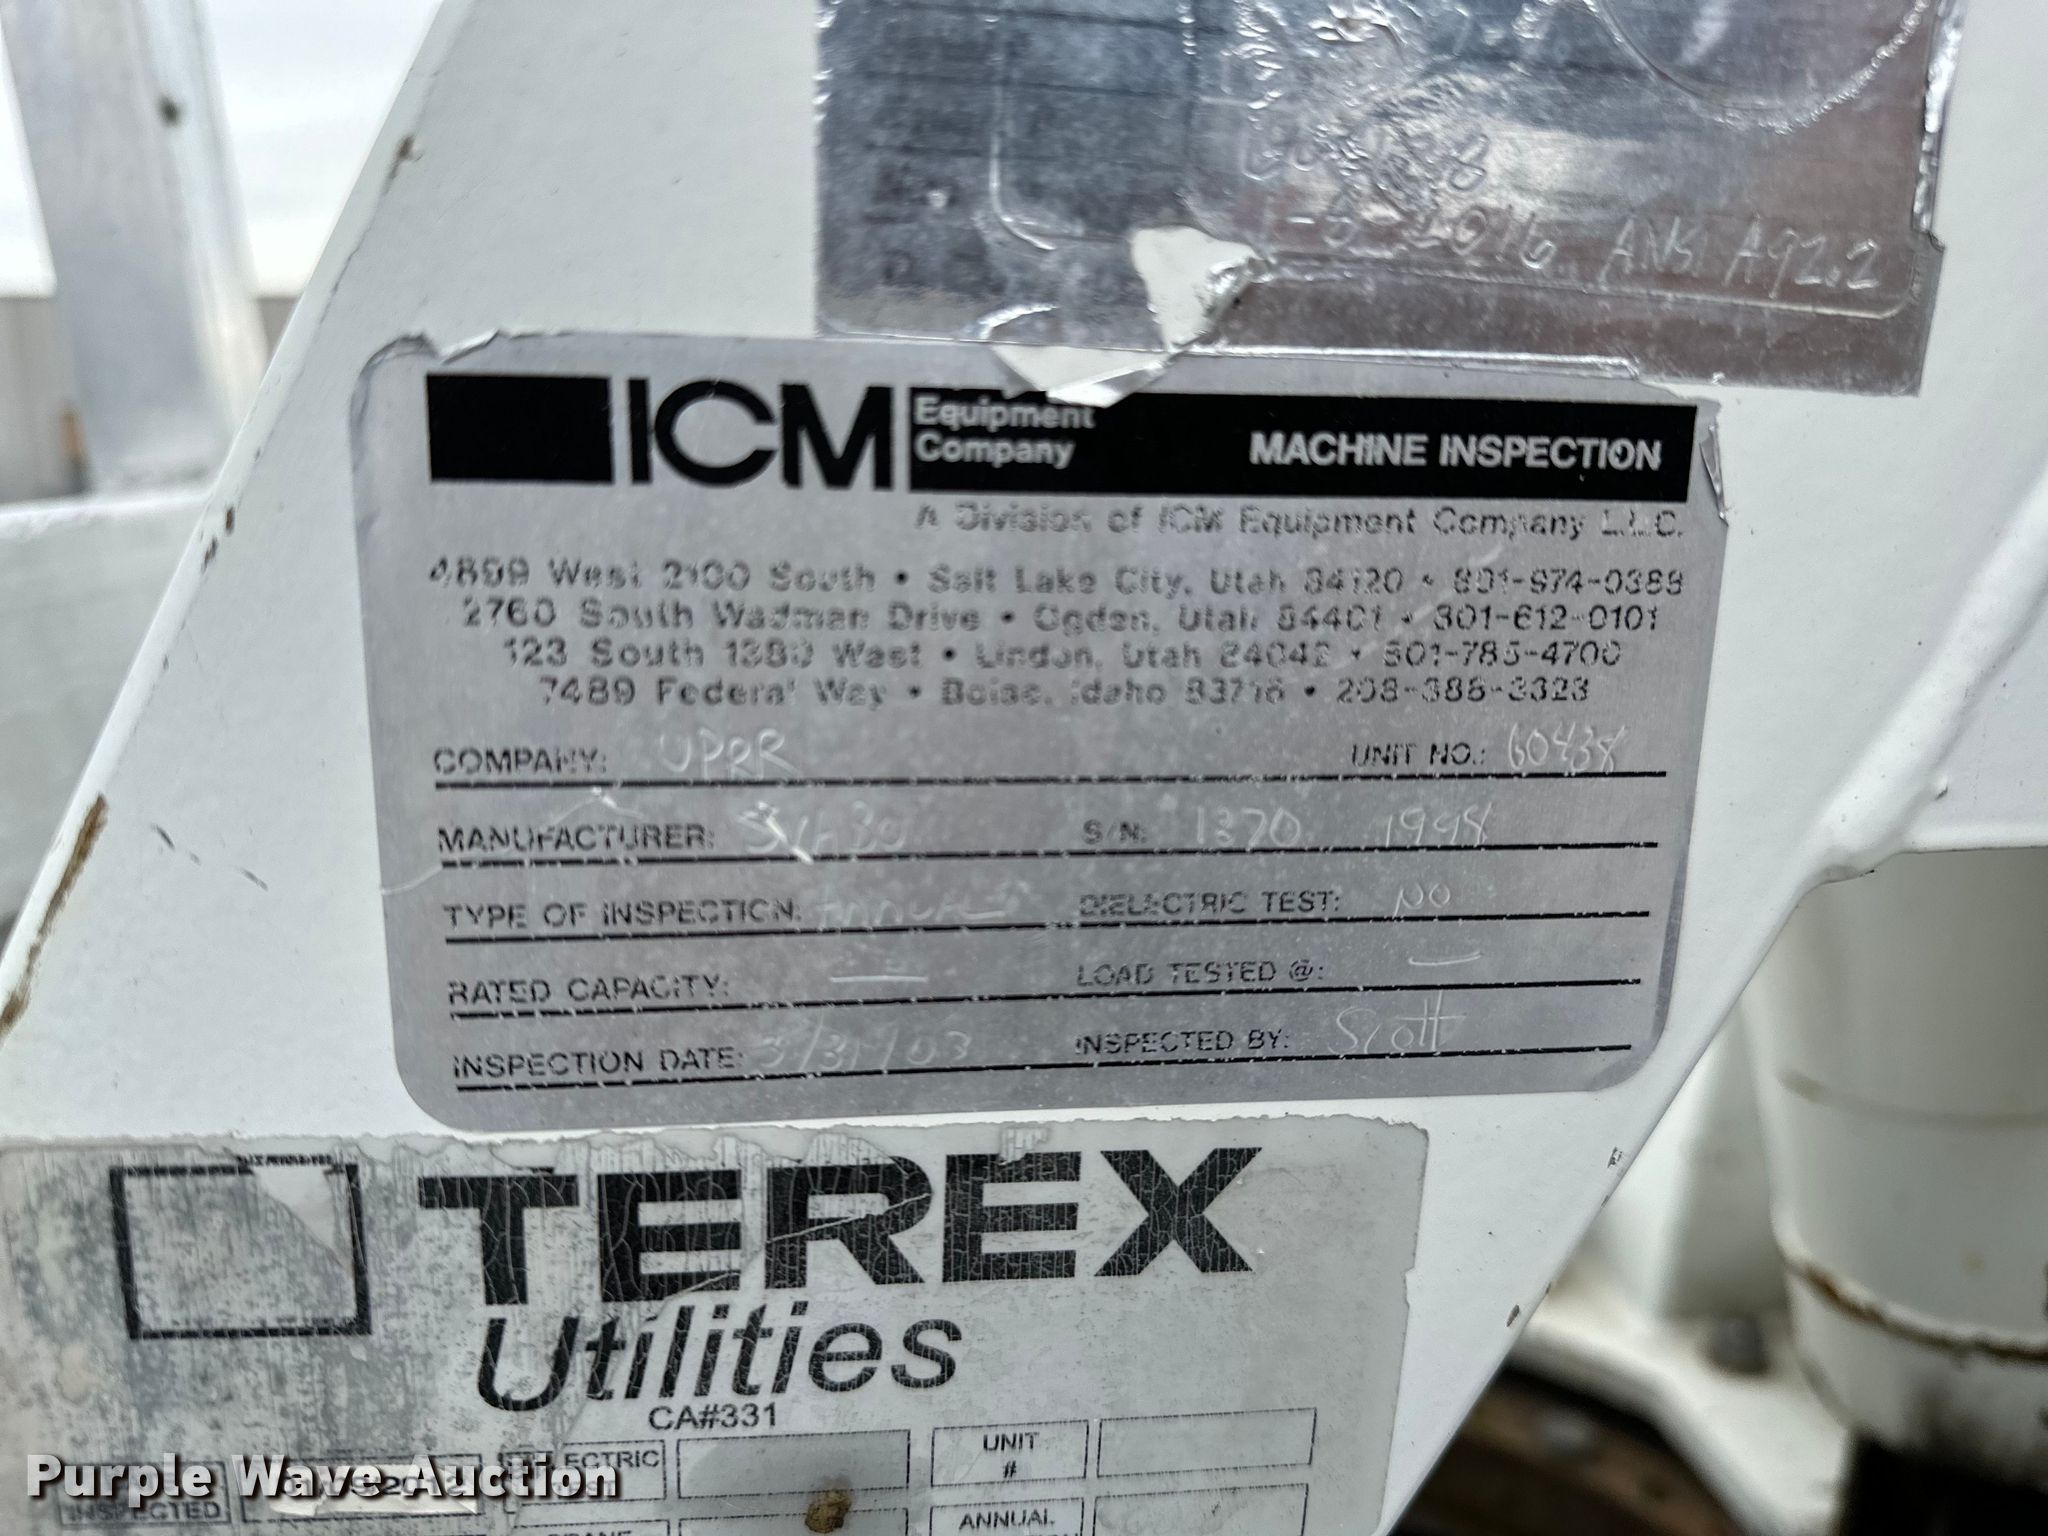 ANSI A92.2
ICM Equipment Company MACHINE INSPECTION
A Division of ICM Equipment Company L.L.C.
4899 West 2100 South • Salt Lake City, Utah 84120 • 801-974-0388
2760 South Wadman Drive • Ogden, Utah 84401 • 801-612-0101
123 South 1380 West • Lindon, Utah 84042 • 801-785-4700
7489 Federal Way • Boise, Idaho 83716 • 208-388-3323
COMPANY: UPRR UNIT NO.: 60438
MANUFACTURER: S/N: 1370 1998
TYPE OF INSPECTION: Annual DIELECTRIC TEST: NO
RATED CAPACITY: — LOAD TESTED @: —
INSPECTION DATE: 3/31/03 INSPECTED BY: Scott
TEREX
Utilities
CA#331
UNIT
#
INSPECTED
ANNUAL
Purple Wave Auction